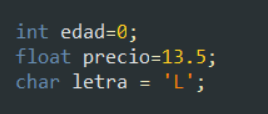 int edad=0;
float precio=13.5;
char letra = 'L';